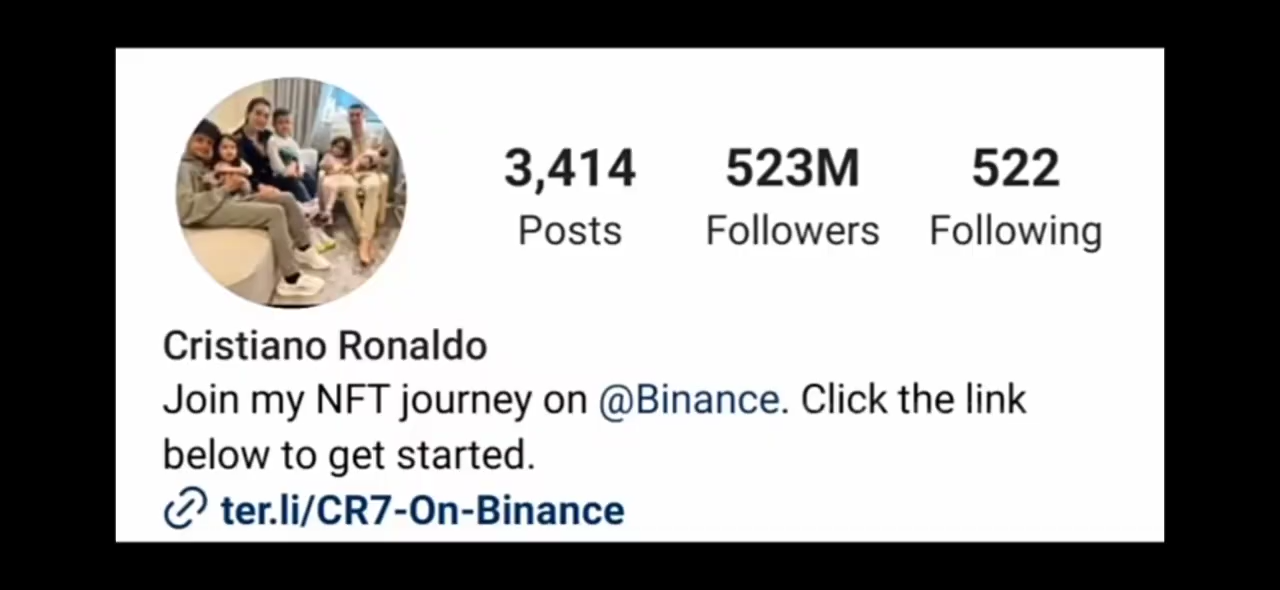 3,414 523M 522
Posts Followers Following
Cristiano Ronaldo
Join my NFT journey on @Binance. Click the link
below to get started.
ter.li/CR7-On-Binance